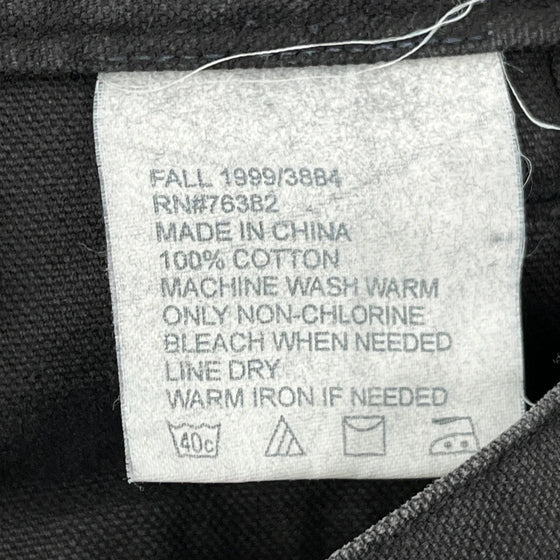 FALL 1999/3884
RN#76382
MADE IN CHINA
100% COTTON
MACHINE WASH WARM
ONLY NON-CHLORINE
BLEACH WHEN NEEDED
LINE DRY
WARM IRON IF NEEDED
40c